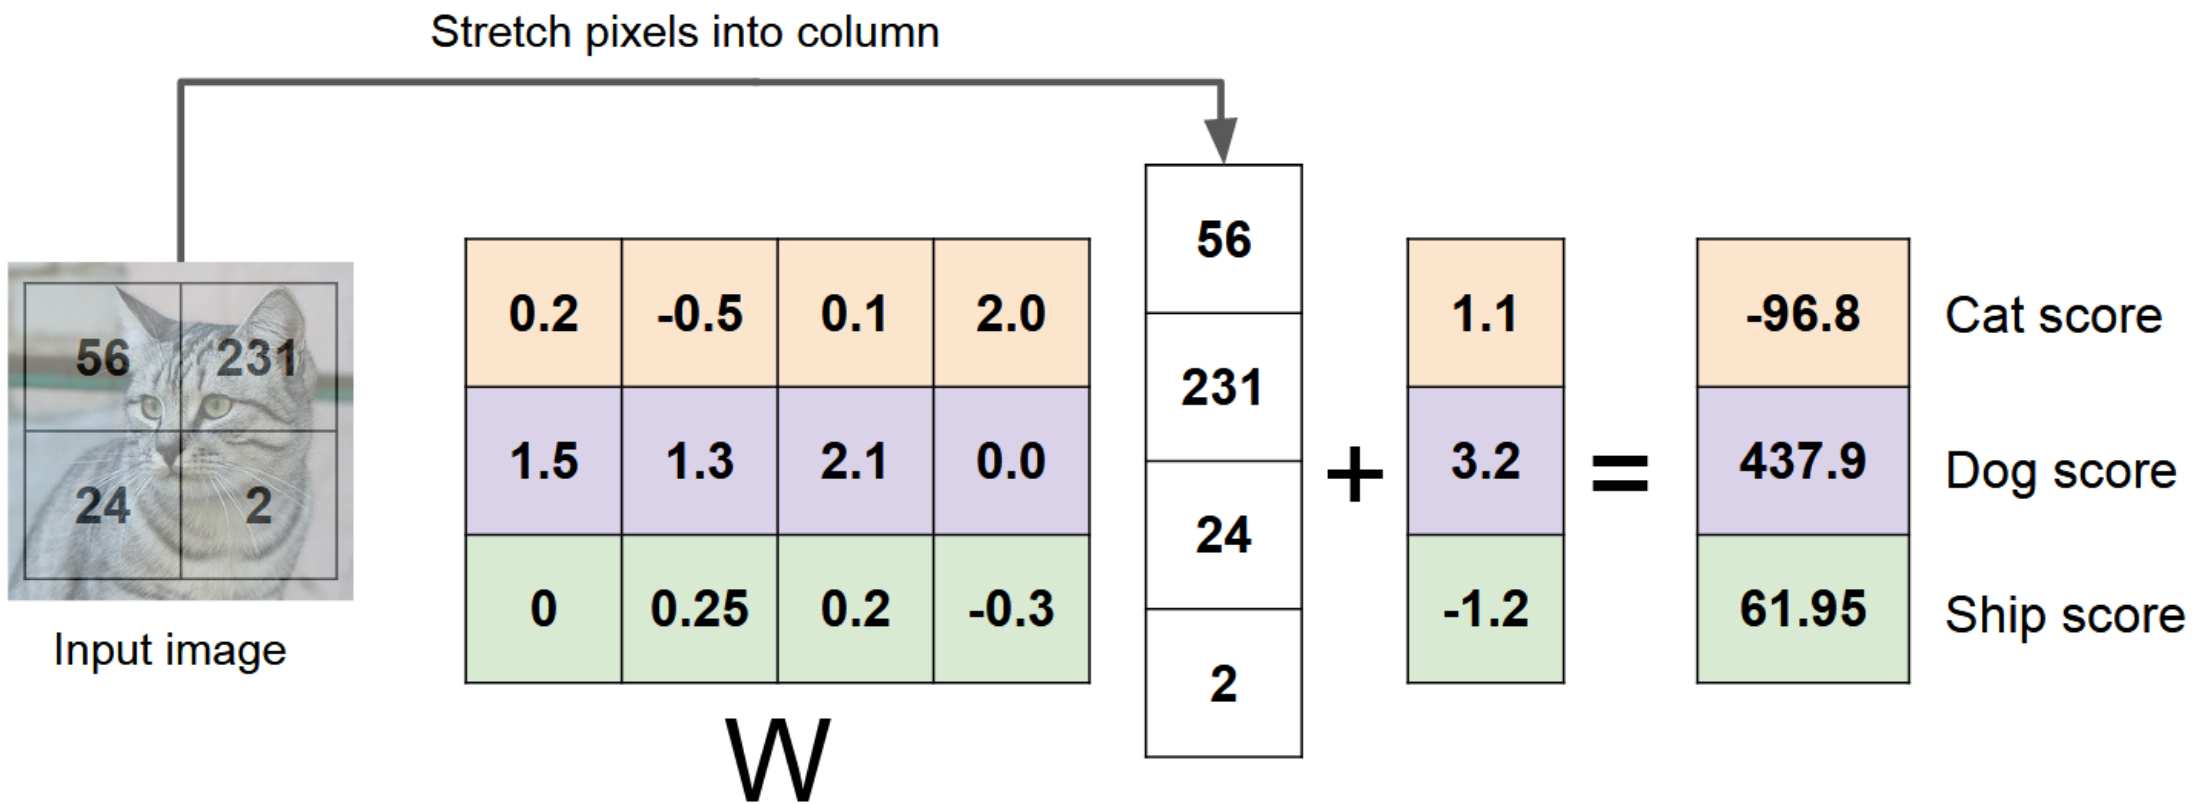 Stretch pixels into column
56 231
24 2
Input image
0.2 -0.5 0.1 2.0
1.5 1.3 2.1 0.0
0 0.25 0.2 -0.3
W
56
231
24
2
+
1.1
3.2
-1.2
=
-96.8 Cat score
437.9 Dog score
61.95 Ship score